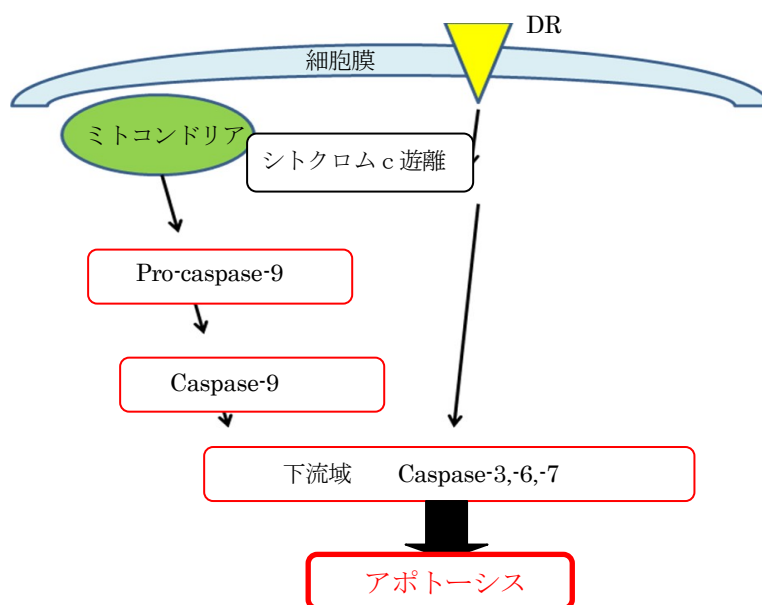 DR
細胞膜
ミトコンドリア
シトクロム c 遊離
Pro-caspase-9
Caspase-9
下流域 Caspase-3,-6,-7
アポトーシス